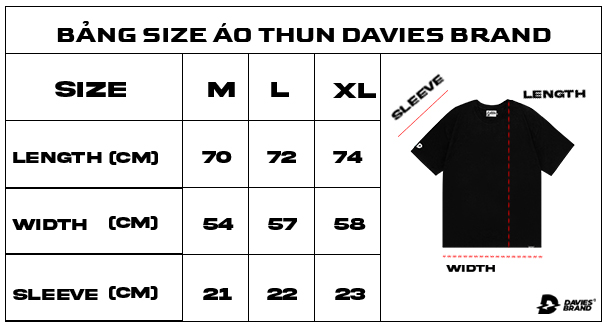 BẢNG SIZE ÁO THUN DAVIES BRAND
SIZE M L XL
LENGTH (CM) 70 72 74
WIDTH (CM) 54 57 58
SLEEVE (CM) 21 22 23
SLEEVE
LENGTH
WIDTH
DAVIES®
BRAND